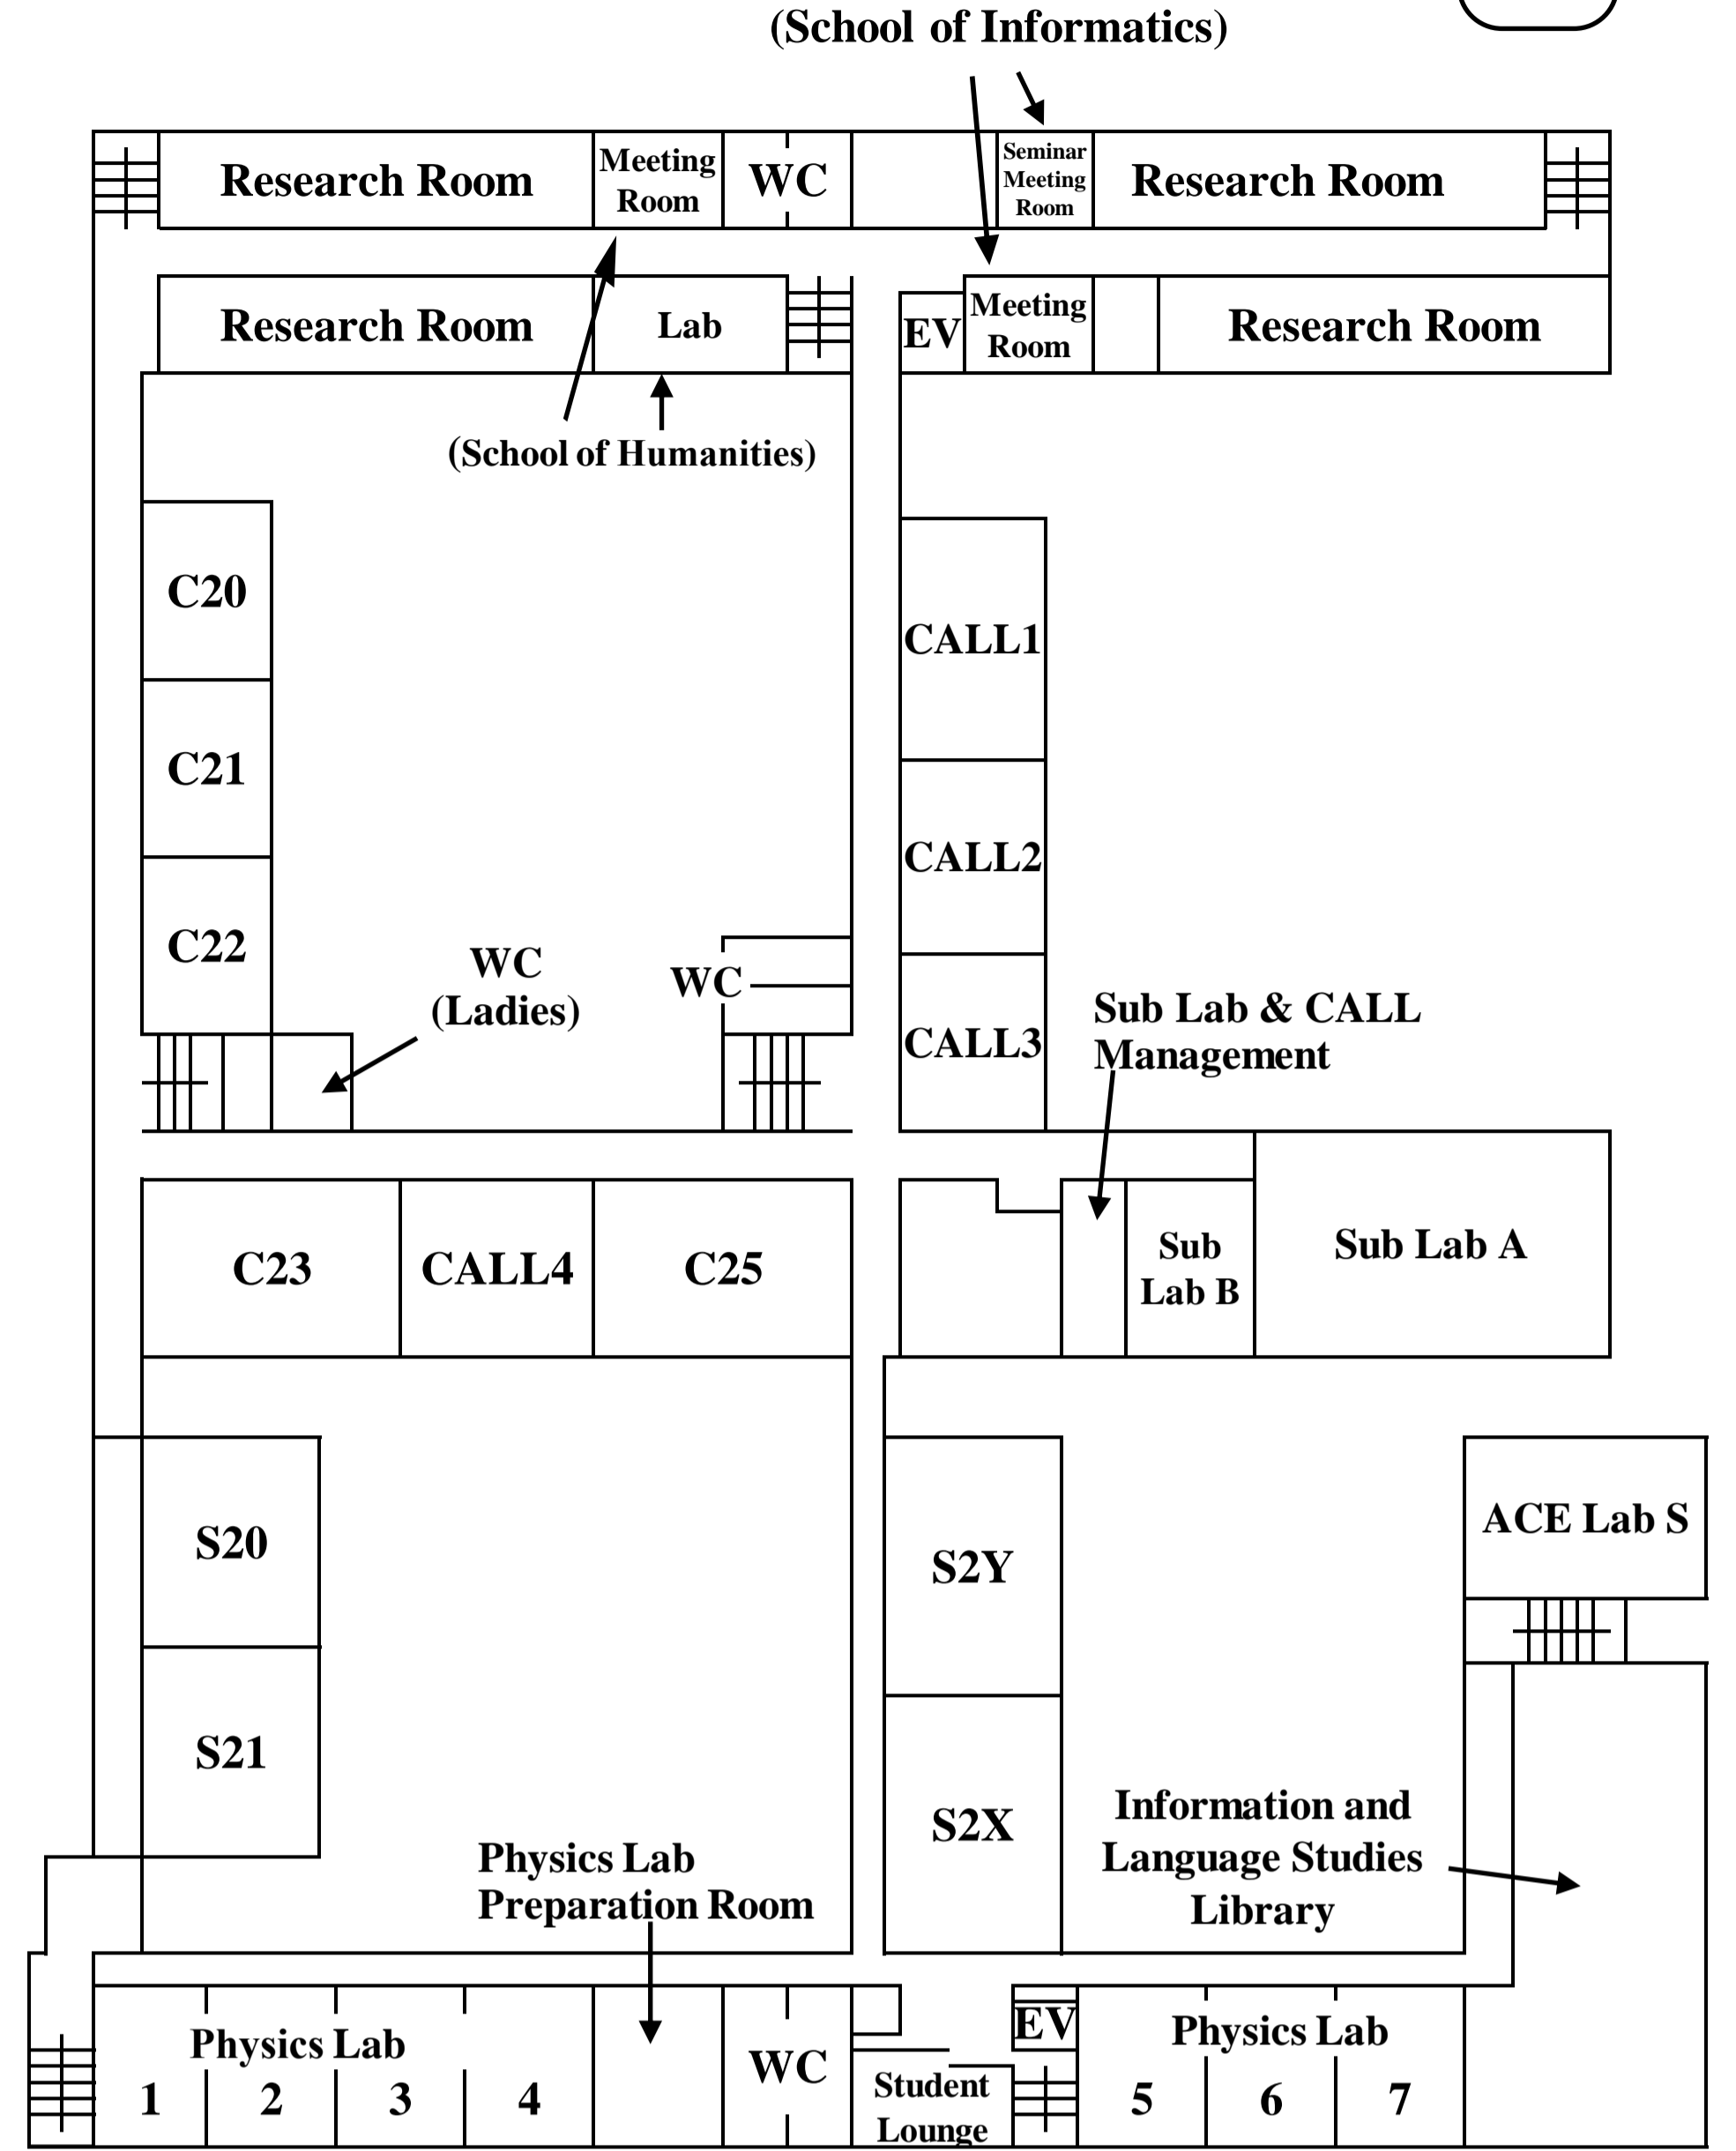 (School of Informatics)
Research Room
Meeting
Room
WC
Seminar
Meeting
Room
Research Room
Research Room
Lab
EV
Meeting
Room
Research Room
(School of Humanities)
C20
CALL1
C21
CALL2
C22
WC
(Ladies)
WC
CALL3
Sub Lab & CALL
Management
C23
CALL4
C25
Sub
Lab B
Sub Lab A
S20
S2Y
ACE Lab S
S21
S2X
Information and
Language Studies
Library
Physics Lab
Preparation Room
Physics Lab
1
2
3
4
WC
Student
Lounge
EV
Physics Lab
5
6
7